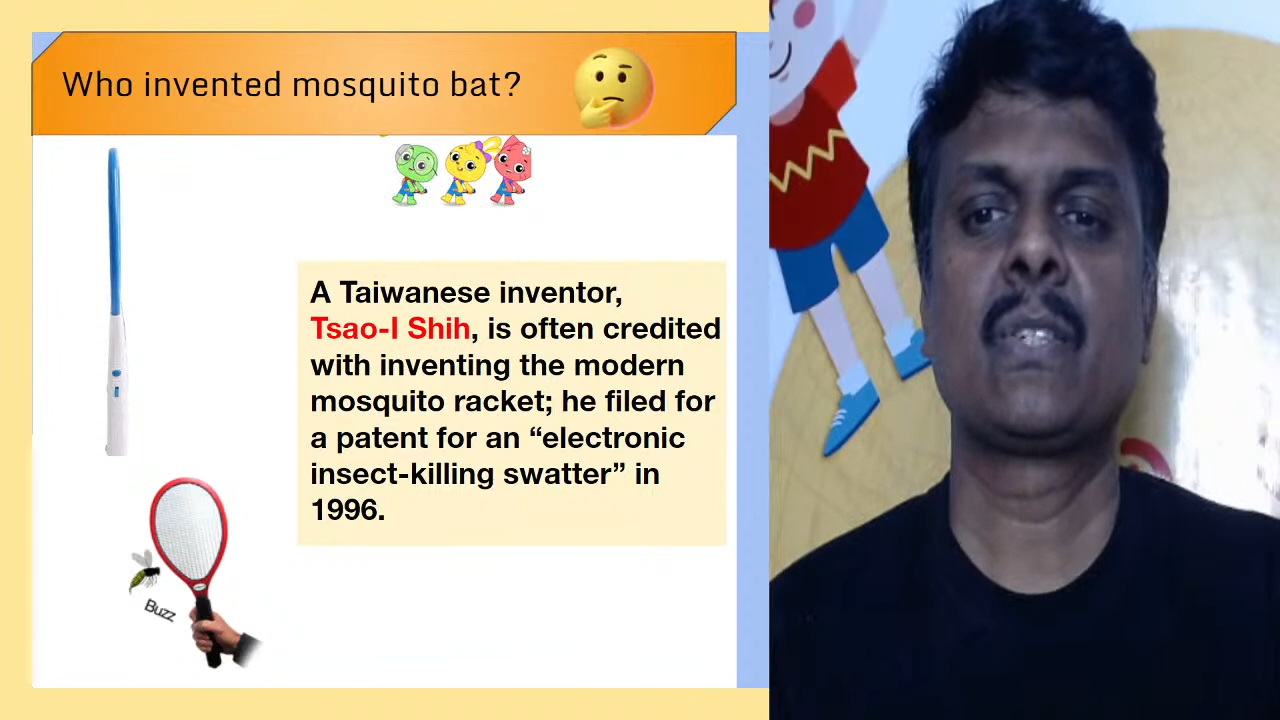 Who invented mosquito bat?
A Taiwanese inventor,
Tsao-I Shih, is often credited
with inventing the modern
mosquito racket; he filed for
a patent for an “electronic
insect-killing swatter” in
1996.
Buzz